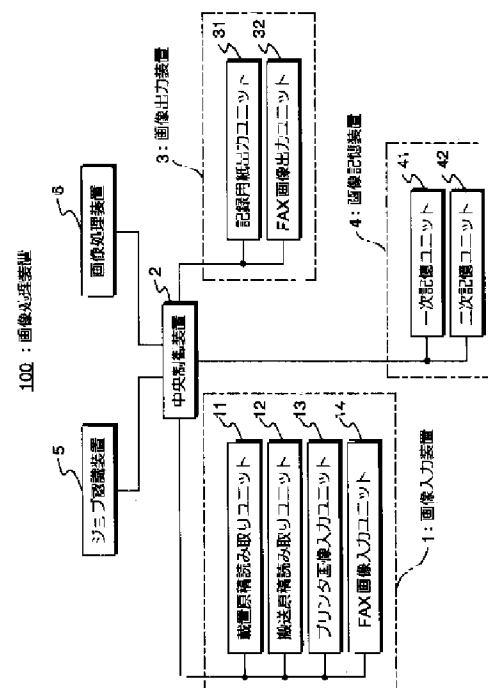 100：画像処理装置
5
ジョブ認識装置
6
画像処理装置
2
中央制御装置
11
載置原稿読み取りユニット
12
搬送原稿読み取りユニット
13
プリンタ画像入力ユニット
14
FAX画像入力ユニット
1：画像入力装置
3：画像出力装置
31
記録用紙出力ユニット
32
FAX画像出力ユニット
4：画像記憶装置
41
一次記憶ユニット
42
二次記憶ユニット